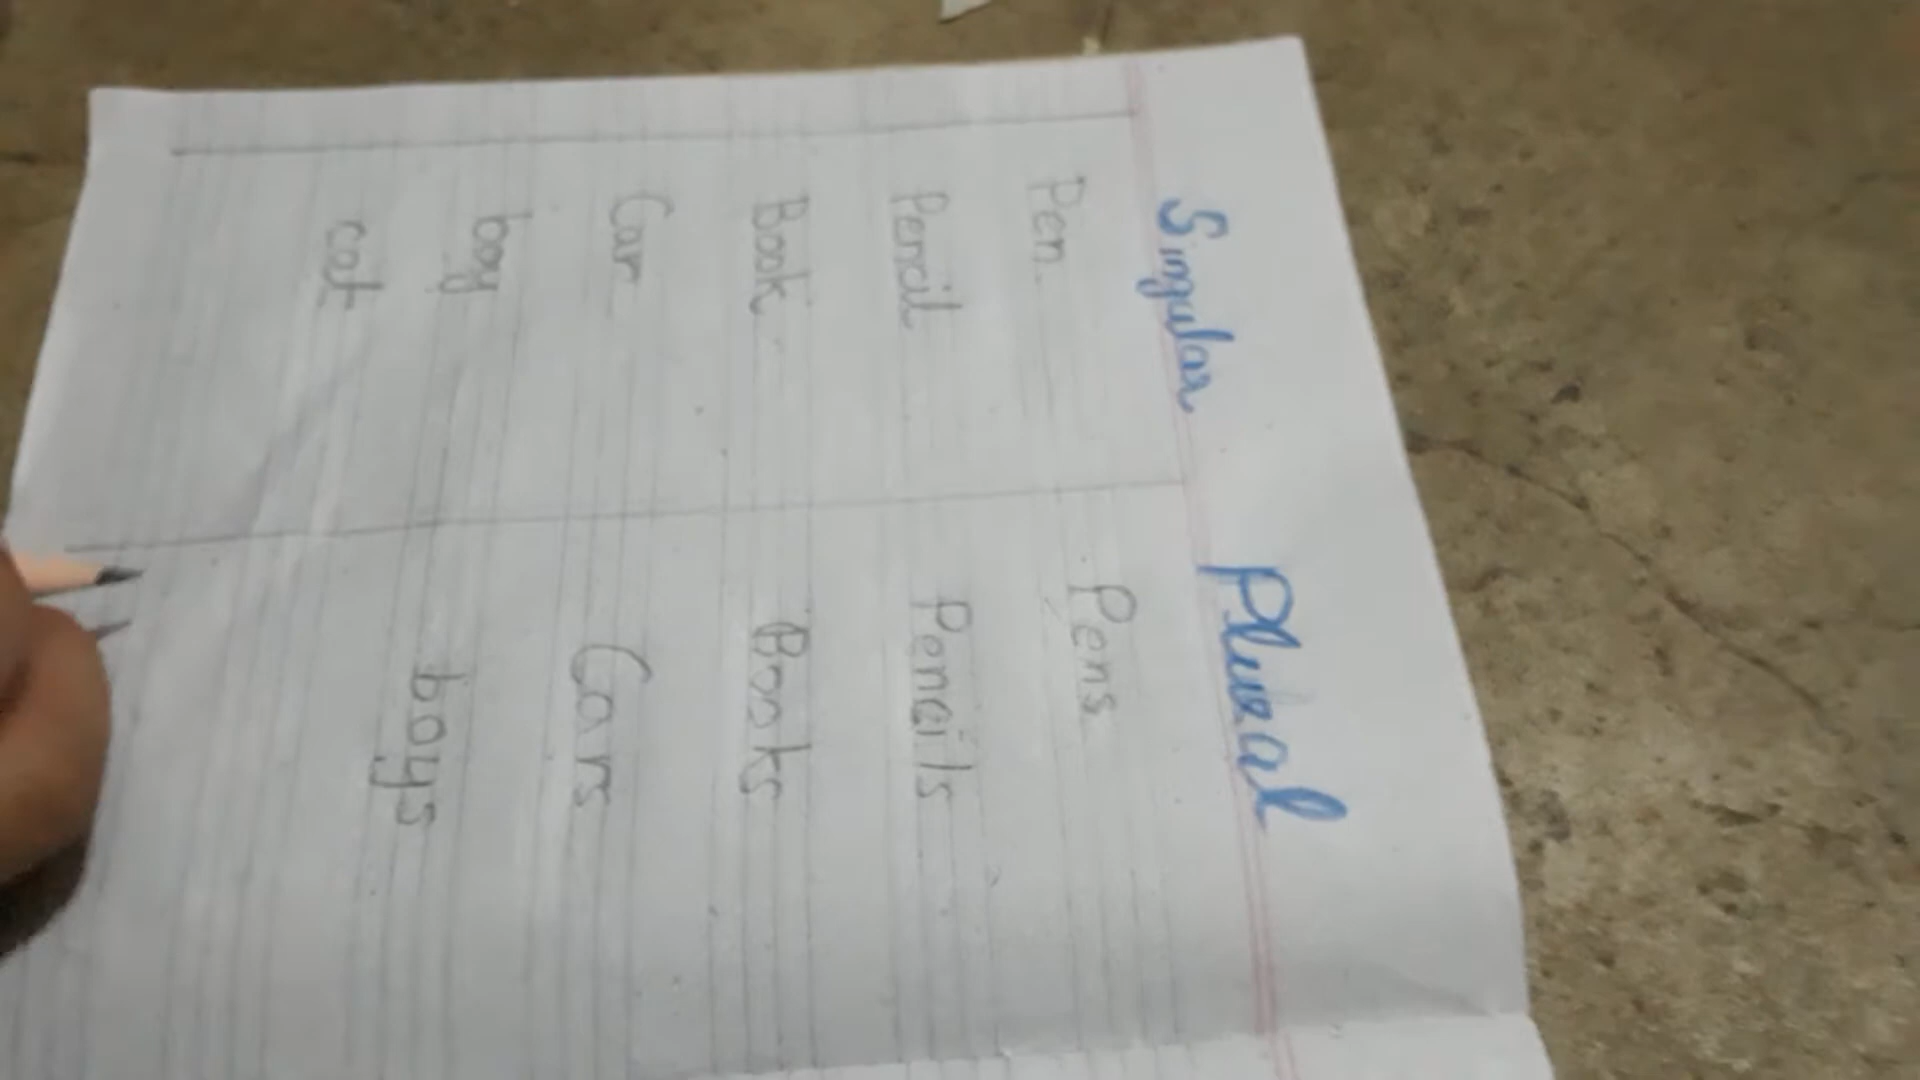 Singular Plural
Pen Pens
Pencil Pencils
Book Books
Car Cars
boy boys
cat